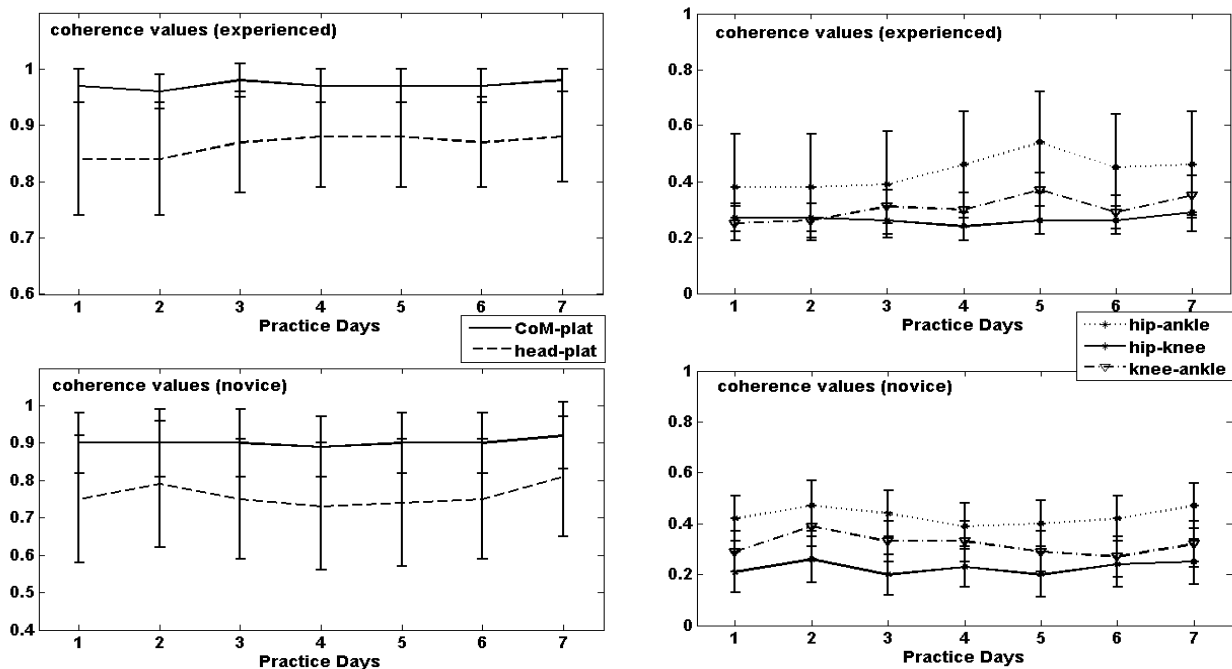 coherence values (experienced)
1
0.9
0.8
0.7
0.6
1 2 3 4 5 6 7
Practice Days
CoM-plat
head-plat
coherence values (novice)
1
0.9
0.8
0.7
0.6
0.5
0.4
1 2 3 4 5 6 7
Practice Days
1
coherence values (experienced)
0.8
0.6
0.4
0.2
0
1 2 3 4 5 6 7
Practice Days
hip-ankle
hip-knee
knee-ankle
1
coherence values (novice)
0.8
0.6
0.4
0.2
0
1 2 3 4 5 6 7
Practice Days